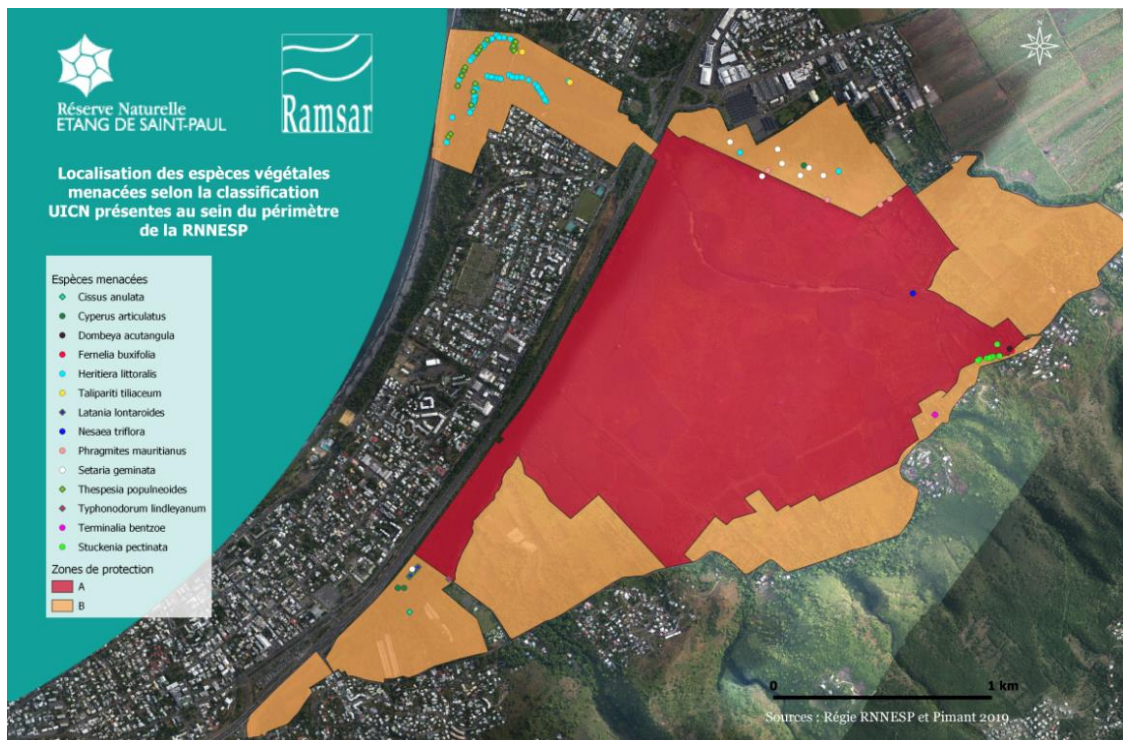 Réserve Naturelle
ETANG DE SAINT-PAUL
Ramsar
Localisation des espèces végétales
menacées selon la classification
UICN présentes au sein du périmètre
de la RNNESP
Espèces menacées
Cissus anulata
Cyperus articulatus
Dombeya acutangula
Fernelia buxifolia
Heritiera littoralis
Talipariti tiliaceum
Latania lontaroides
Nesaea triflora
Phragmites mauritianus
Setaria geminata
Thespesia populneoides
Typhonodorum lindleyanum
Terminalia bentzoe
Stuckenia pectinata
Zones de protection
A
B
N
0 1 km
Sources : Régie RNNESP et Pimant 2019